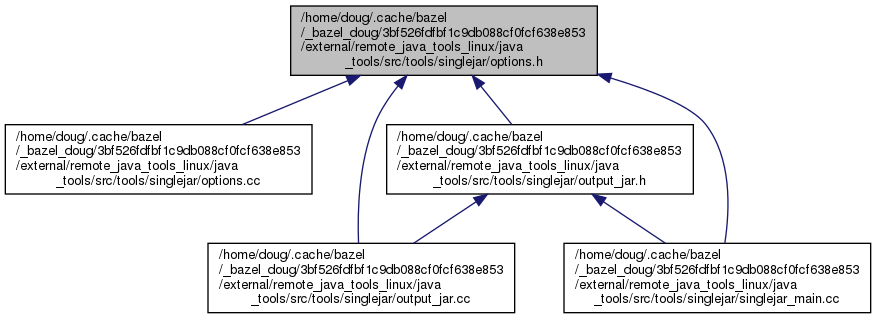 /home/doug/.cache/bazel
/_bazel_doug/3bf526fdfbf1c9db088cf0fcf638e853
/external/remote_java_tools_linux/java
_tools/src/tools/singlejar/options.h
/home/doug/.cache/bazel
/_bazel_doug/3bf526fdfbf1c9db088cf0fcf638e853
/external/remote_java_tools_linux/java
_tools/src/tools/singlejar/options.cc
/home/doug/.cache/bazel
/_bazel_doug/3bf526fdfbf1c9db088cf0fcf638e853
/external/remote_java_tools_linux/java
_tools/src/tools/singlejar/output_jar.h
/home/doug/.cache/bazel
/_bazel_doug/3bf526fdfbf1c9db088cf0fcf638e853
/external/remote_java_tools_linux/java
_tools/src/tools/singlejar/output_jar.cc
/home/doug/.cache/bazel
/_bazel_doug/3bf526fdfbf1c9db088cf0fcf638e853
/external/remote_java_tools_linux/java
_tools/src/tools/singlejar/singlejar_main.cc